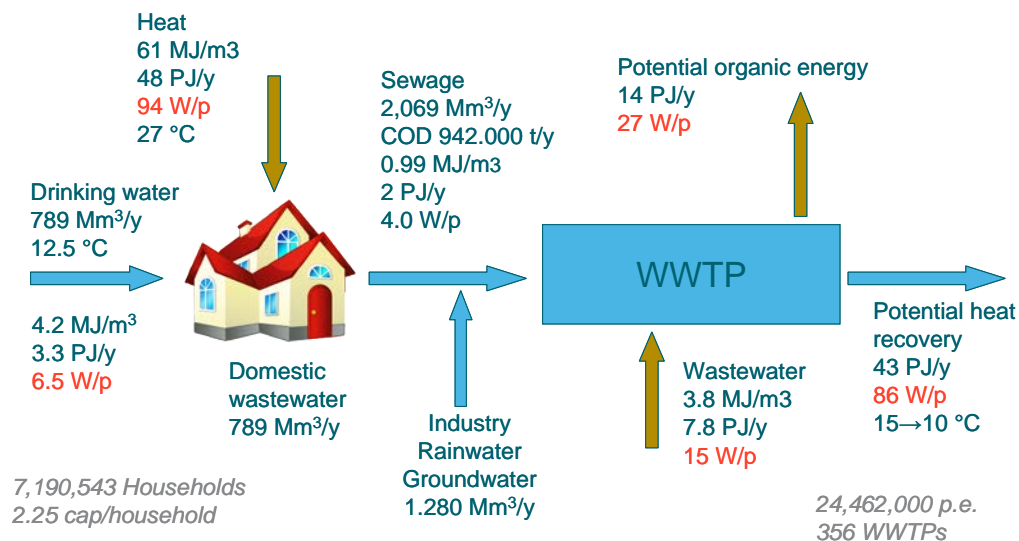 Heat
61 MJ/m3
48 PJ/y
94 W/p
27 °C
Sewage
2,069 Mm³/y
COD 942.000 t/y
0.99 MJ/m3
2 PJ/y
4.0 W/p
Potential organic energy
14 PJ/y
27 W/p
Drinking water
789 Mm³/y
12.5 °C
4.2 MJ/m³
3.3 PJ/y
6.5 W/p
Domestic
wastewater
789 Mm³/y
Industry
Rainwater
Groundwater
1.280 Mm³/y
WWTP
Wastewater
3.8 MJ/m3
7.8 PJ/y
15 W/p
Potential heat
recovery
43 PJ/y
86 W/p
15→10 °C
7,190,543 Households
2.25 cap/household
24,462,000 p.e.
356 WWTPs